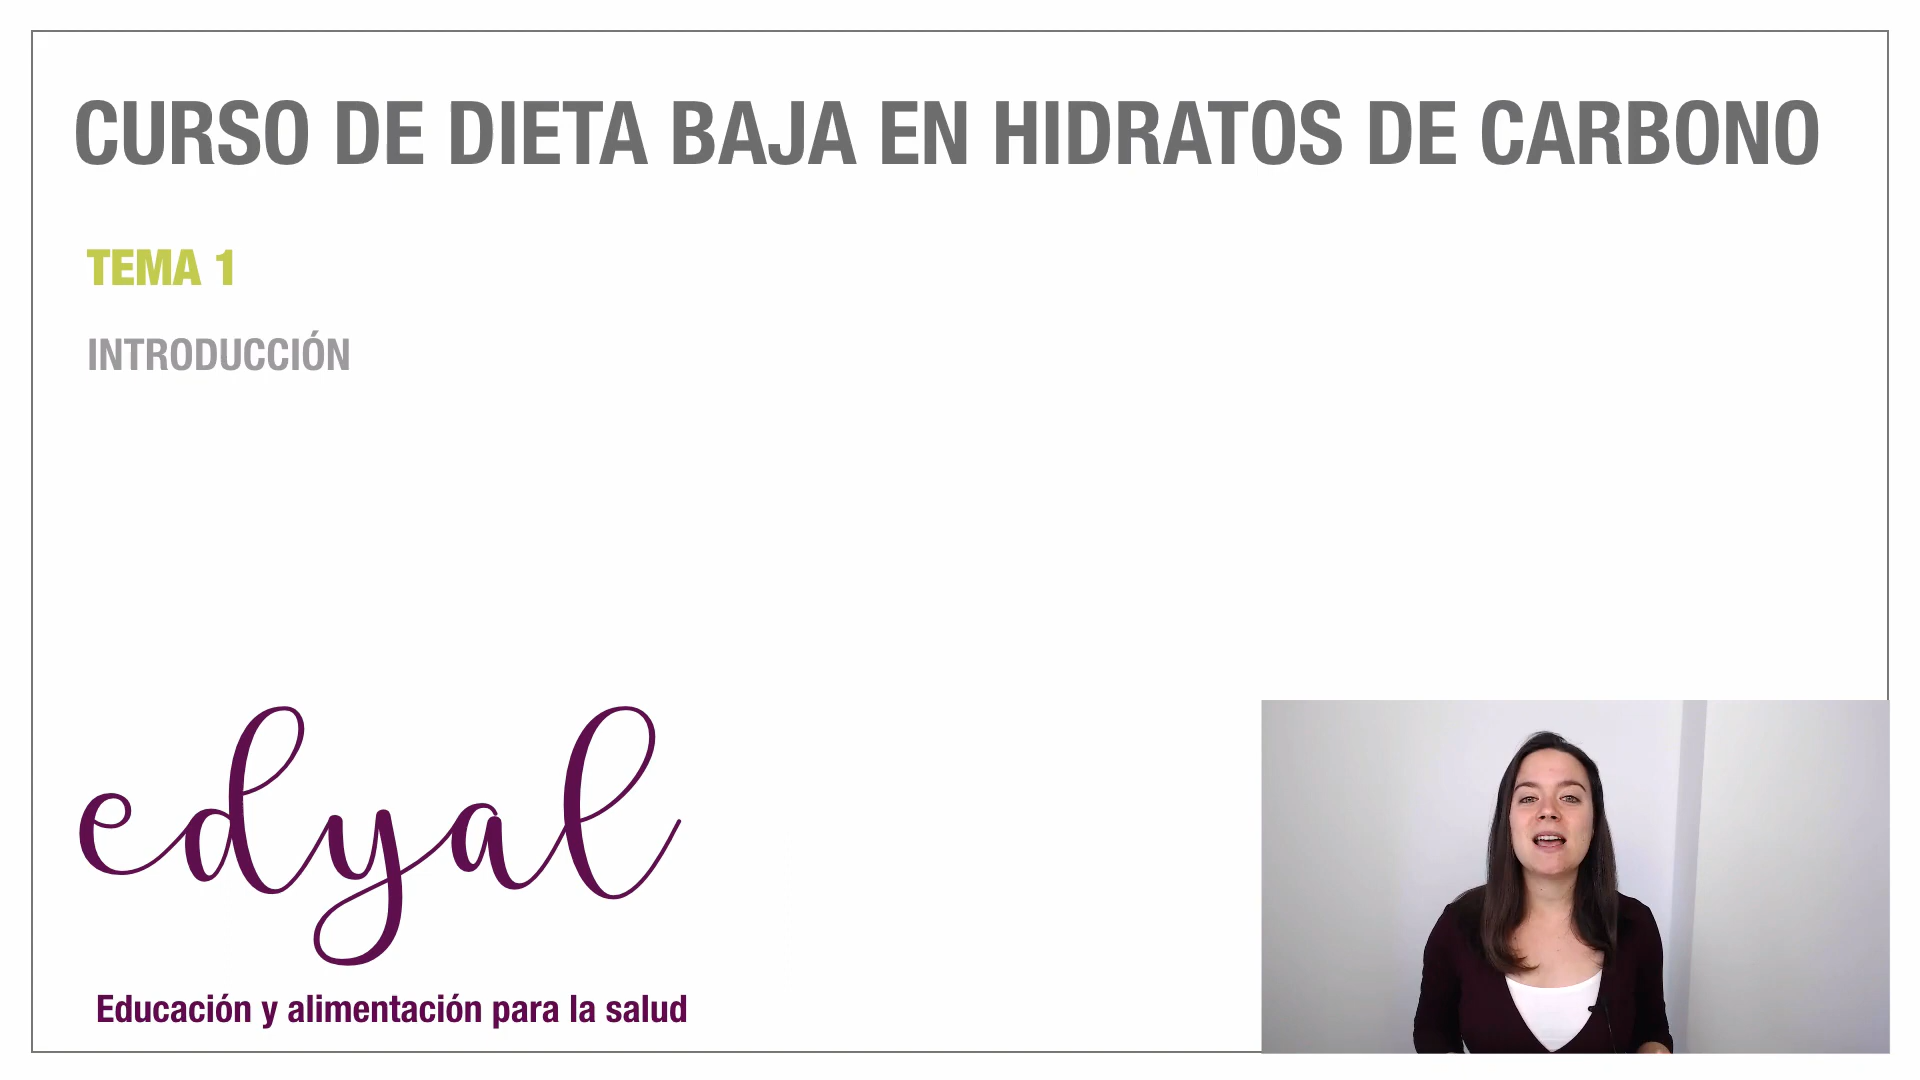 CURSO DE DIETA BAJA EN HIDRATOS DE CARBONO
TEMA 1
INTRODUCCIÓN
edyal
Educación y alimentación para la salud